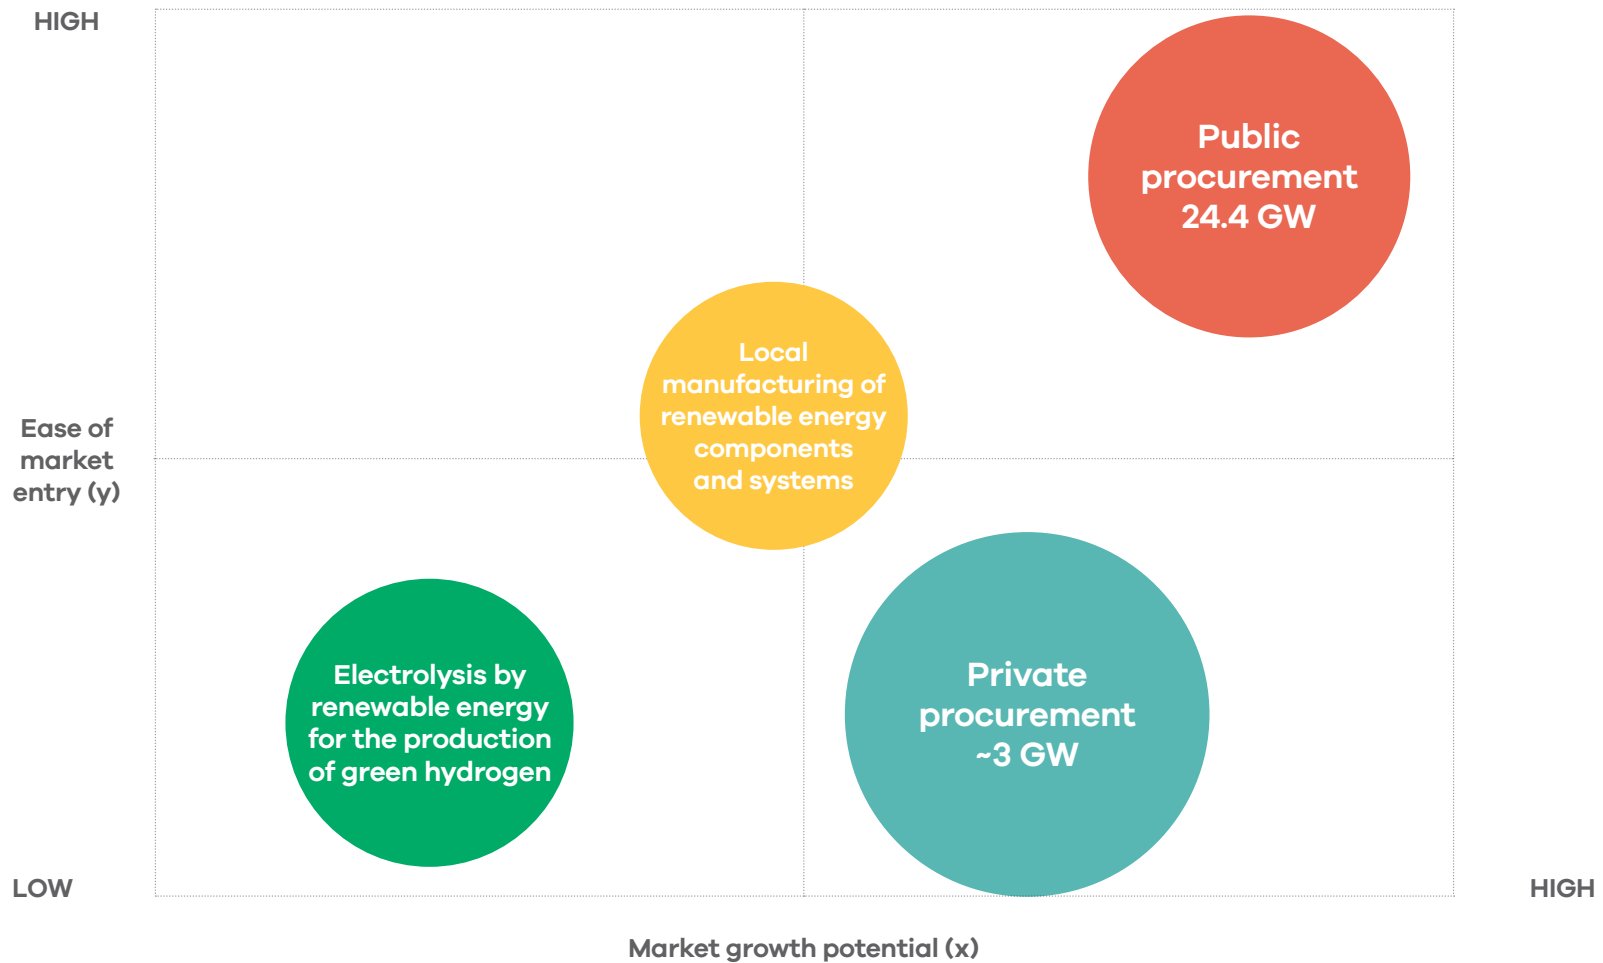 HIGH
Public
procurement
24.4 GW
Local
manufacturing of
renewable energy
components
and systems
Ease of
market
entry (y)
Electrolysis by
renewable energy
for the production
of green hydrogen
Private
procurement
~3 GW
LOW
HIGH
Market growth potential (x)